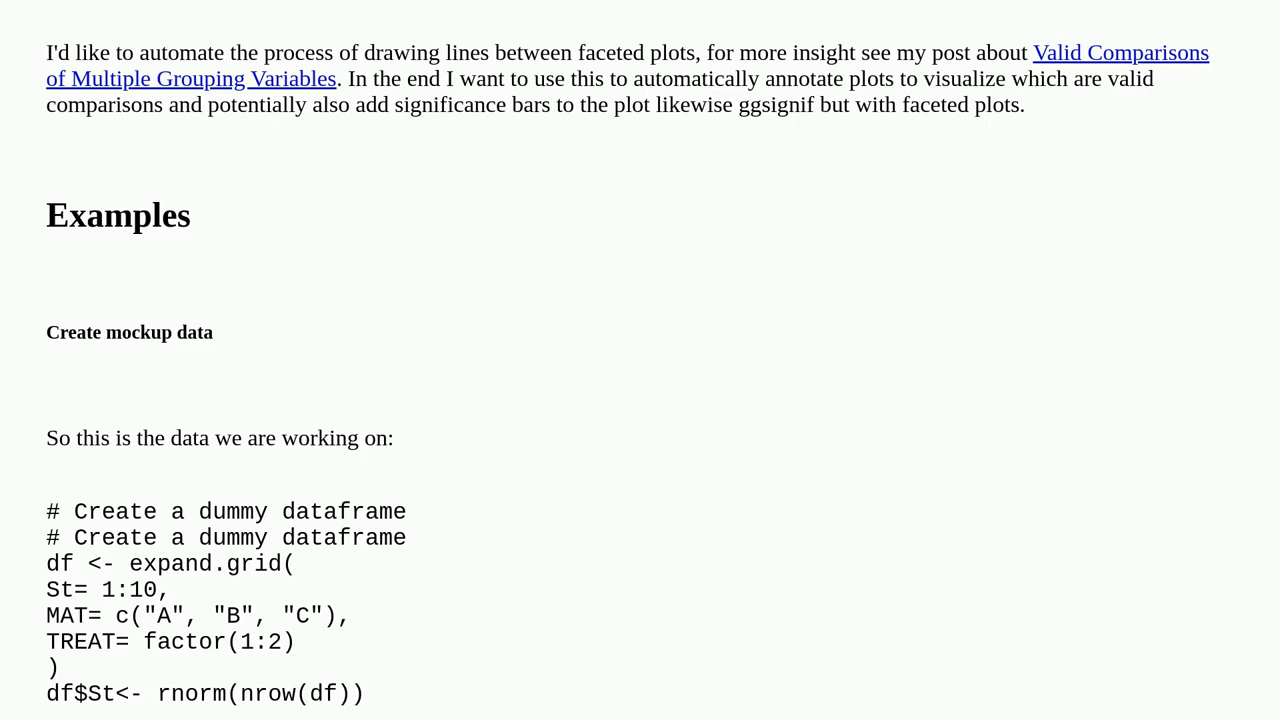 I'd like to automate the process of drawing lines between faceted plots, for more insight see my post about Valid Comparisons
of Multiple Grouping Variables. In the end I want to use this to automatically annotate plots to visualize which are valid
comparisons and potentially also add significance bars to the plot likewise ggsignif but with faceted plots.
Examples
Create mockup data
So this is the data we are working on:
# Create a dummy dataframe
# Create a dummy dataframe
df <- expand.grid(
St= 1:10,
MAT= c("A", "B", "C"),
TREAT= factor(1:2)
)
df$St<- rnorm(nrow(df))